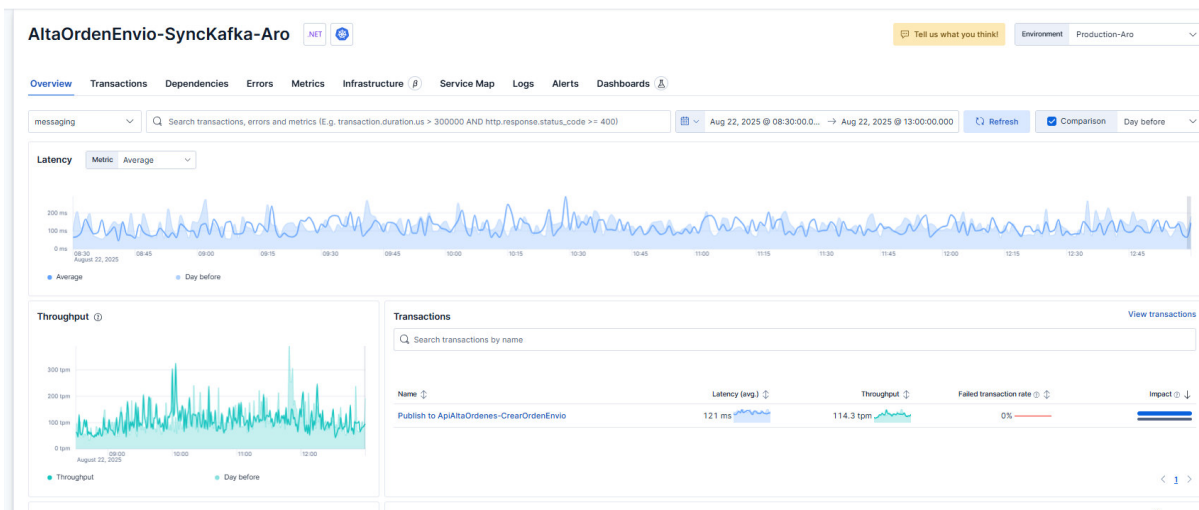 AltaOrdenEnvio-SyncKafka-Aro .NET
Tell us what you think! Environment Production-Aro
Overview Transactions Dependencies Errors Metrics Infrastructure β Service Map Logs Alerts Dashboards
messaging Search transactions, errors and metrics (E.g. transaction.duration.us > 300000 AND http.response.status_code >= 400) Aug 22, 2025 @ 08:30:00.0... → Aug 22, 2025 @ 13:00:00.000 Refresh Comparison Day before
Latency Metric Average
200 ms
100 ms
0 ms
08:30 08:45 09:00 09:15 09:30 09:45 10:00 10:15 10:30 10:45 11:00 11:15 11:30 11:45 12:00 12:15 12:30 12:45
August 22, 2025
Average Day before
Throughput
300 tpm
200 tpm
100 tpm
0 tpm
09:00 10:00 11:00 12:00
August 22, 2025
Throughput Day before
Transactions View transactions
Search transactions by name
Name Latency (avg.) Throughput Failed transaction rate Impact
Publish to ApiAltaOrdenes-CrearOrdenEnvio 121 ms 114.3 tpm 0%
< 1 >